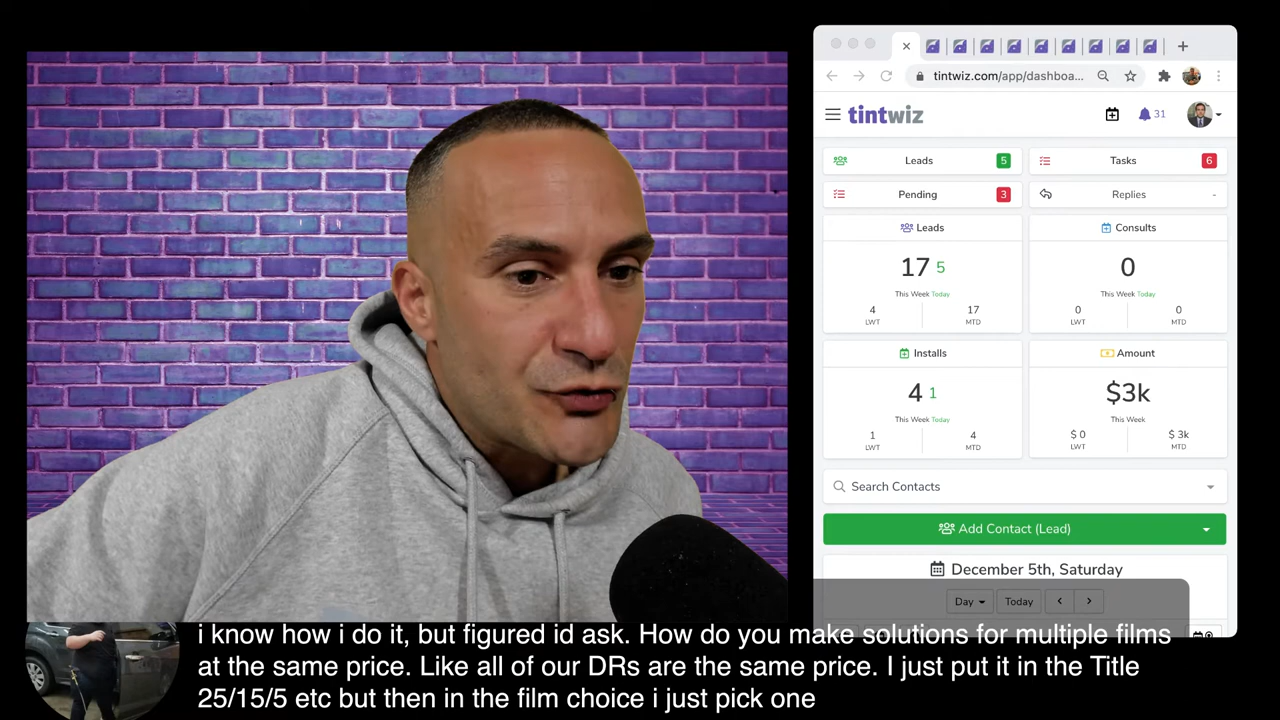 tintwiz.com/app/dashboa...
tintwiz
31
Leads 5
Tasks 6
Pending 3
Replies -
Leads
17 5
This Week Today
4 17
LWT MTD
Consults
0
This Week Today
0 0
LWT MTD
Installs
4 1
This Week Today
1 4
LWT MTD
Amount
$3k
This Week
$ 0 $ 3k
LWT MTD
Search Contacts
Add Contact (Lead)
December 5th, Saturday
Day Today
i know how i do it, but figured id ask. How do you make solutions for multiple films
at the same price. Like all of our DRs are the same price. I just put it in the Title
25/15/5 etc but then in the film choice i just pick one